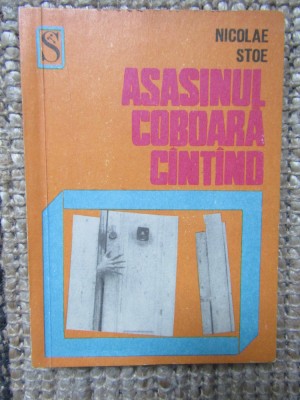 S
NICOLAE
STOE
ASASINUL
COBOARĂ
CÎNTÎND